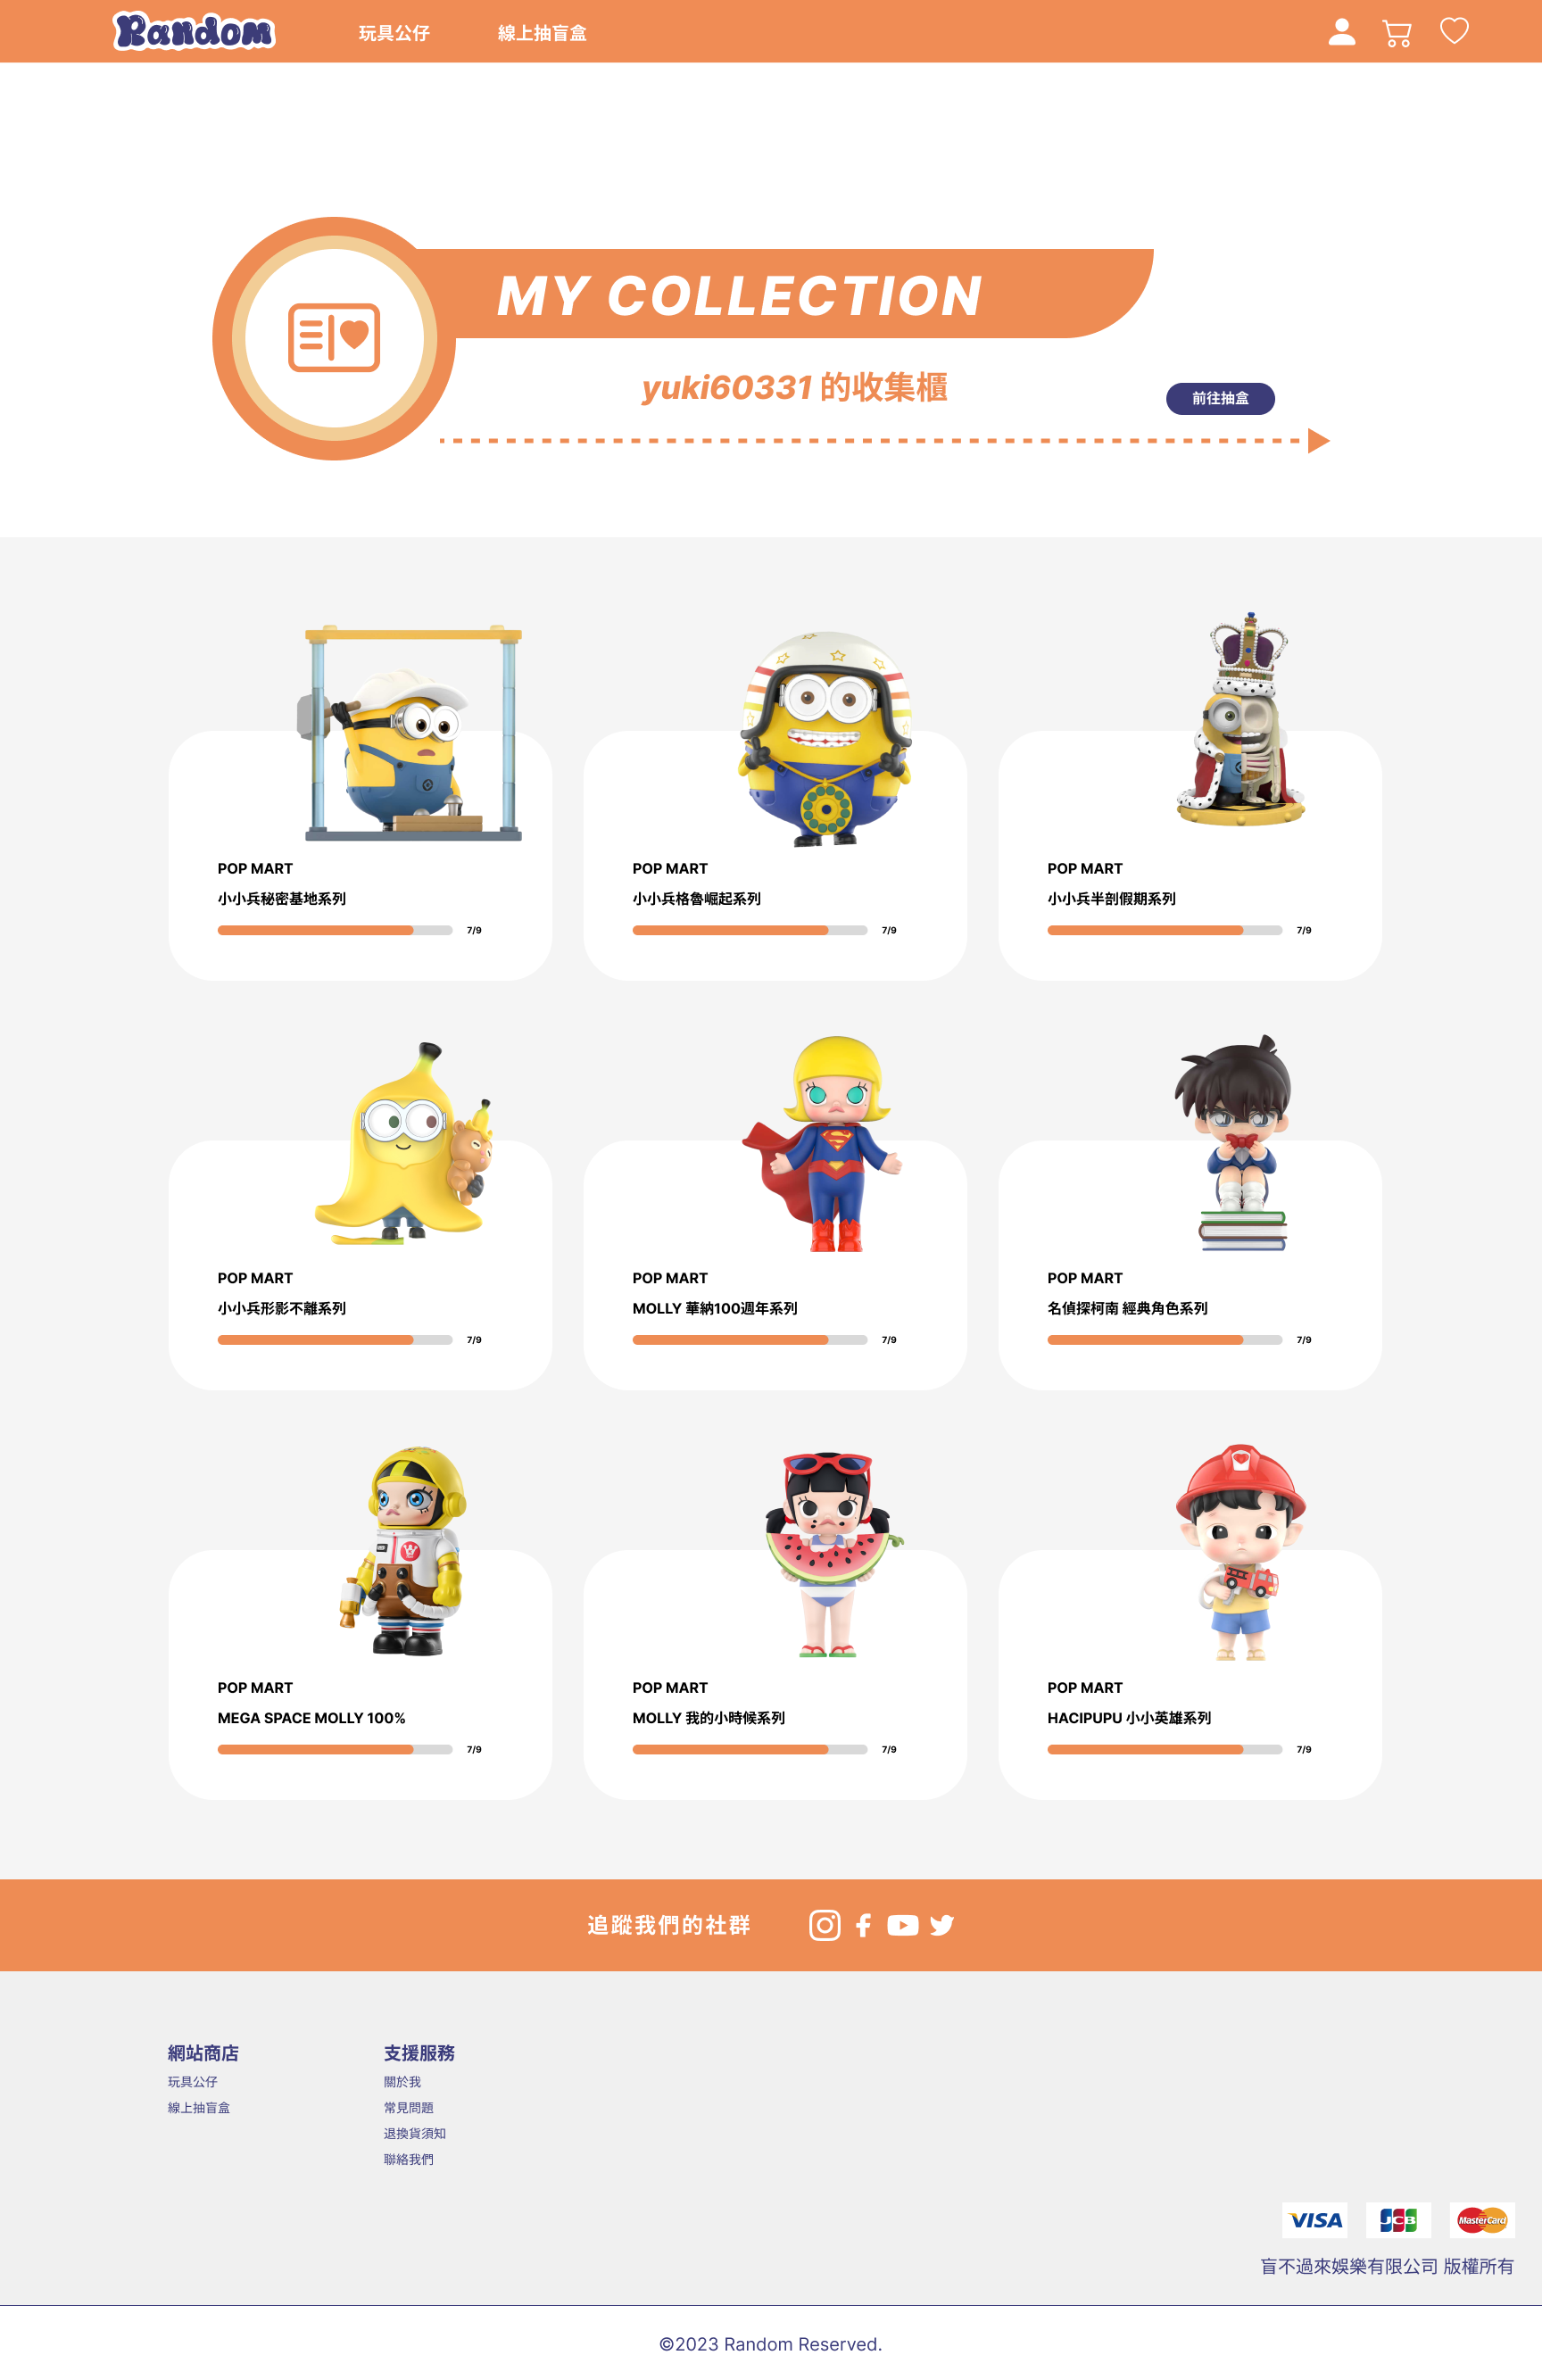 Random
玩具公仔
線上抽盲盒
MY COLLECTION
yuki60331 的收集櫃
前往抽盒
POP MART
小小兵秘密基地系列
7/9
POP MART
小小兵格魯崛起系列
7/9
POP MART
小小兵半剖假期系列
7/9
POP MART
小小兵形影不離系列
7/9
POP MART
MOLLY 華納100週年系列
7/9
POP MART
名偵探柯南 經典角色系列
7/9
POP MART
MEGA SPACE MOLLY 100%
7/9
POP MART
MOLLY 我的小時候系列
7/9
POP MART
HACIPUPU 小小英雄系列
7/9
追蹤我們的社群
網站商店
玩具公仔
線上抽盲盒
支援服務
關於我
常見問題
退換貨須知
聯絡我們
VISA
JCB
MasterCard
盲不過來娛樂有限公司 版權所有
©2023 Random Reserved.